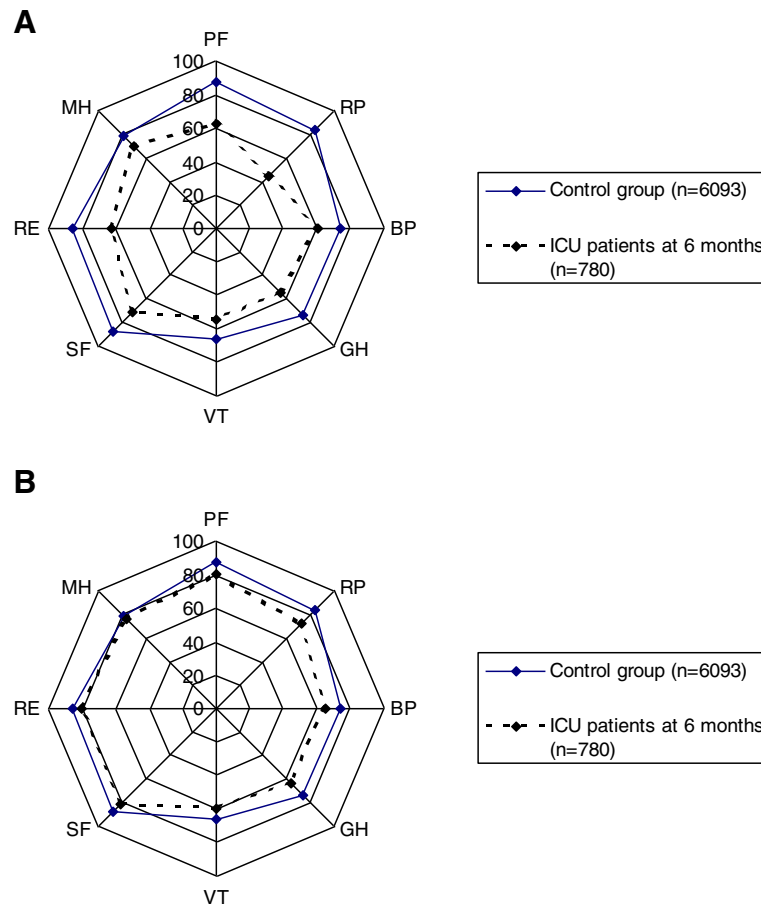 A
PF
100
MH
80
RP
60
40
20
RE
0
BP
SF
GH
VT
Control group (n=6093)
ICU patients at 6 months
(n=780)
B
PF
100
MH
80
RP
60
40
20
RE
0
BP
SF
GH
VT
Control group (n=6093)
ICU patients at 6 months
(n=780)